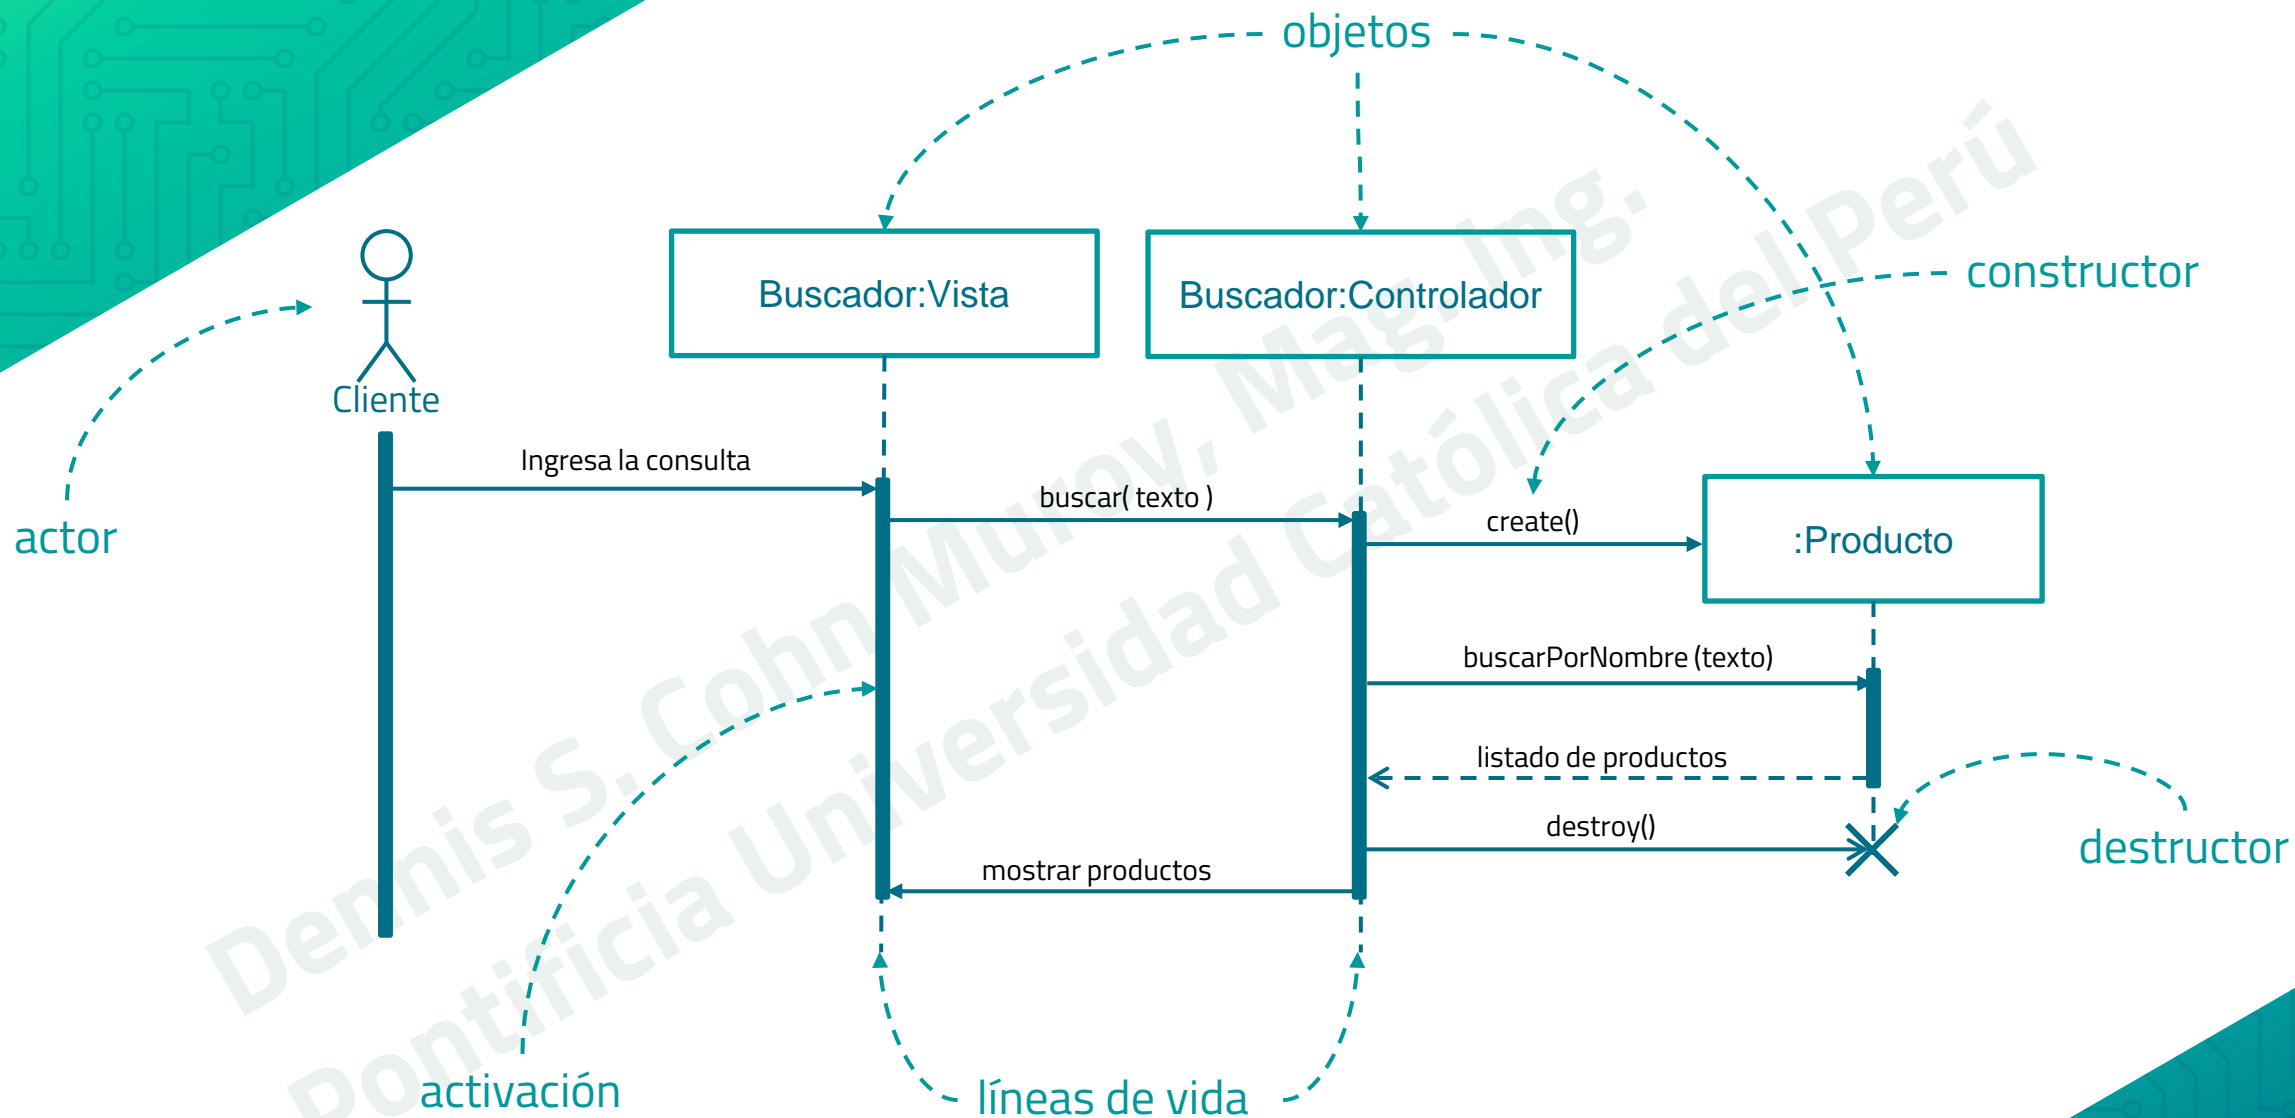 objetos
constructor
Buscador:Vista
Buscador:Controlador
Cliente
Ingresa la consulta
buscar( texto )
create()
actor
:Producto
buscarPorNombre (texto)
listado de productos
destroy()
destructor
mostrar productos
activación
líneas de vida
Dennis S. Cohn Muroy, Mag. Ing.
Pontificia Universidad Católica del Perú